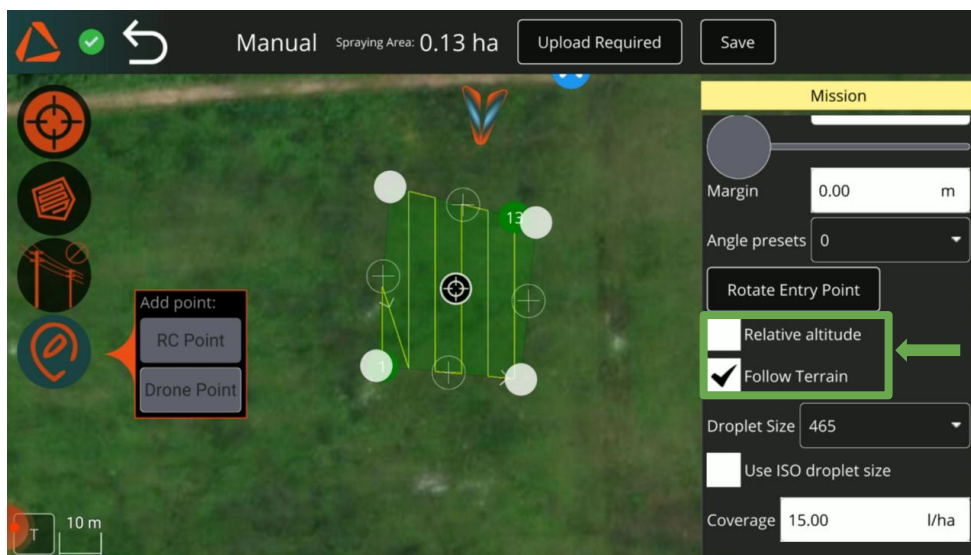 Manual Spraying Area: 0.13 ha Upload Required Save
Mission
Margin 0.00 m
Angle presets 0
Rotate Entry Point
Relative altitude
Follow Terrain
Droplet Size 465
Use ISO droplet size
Coverage 15.00 l/ha
13
1
Add point:
RC Point
Drone Point
T 10 m